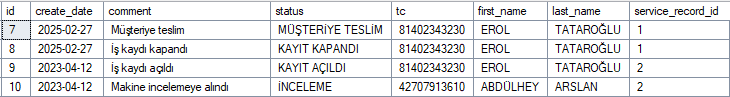 id create_date comment status tc first_name last_name service_record_id
7 2025-02-27 Müşteriye teslim MÜŞTERİYE TESLİM 81402343230 EROL TATAROĞLU 1
8 2025-02-27 İş kaydı kapandı KAYIT KAPANDI 81402343230 EROL TATAROĞLU 1
9 2023-04-12 İş kaydı açıldı KAYIT AÇILDI 81402343230 EROL TATAROĞLU 2
10 2023-04-12 Makine incelemeye alındı İNCELEME 42707913610 ABDÜLHEY ARSLAN 2